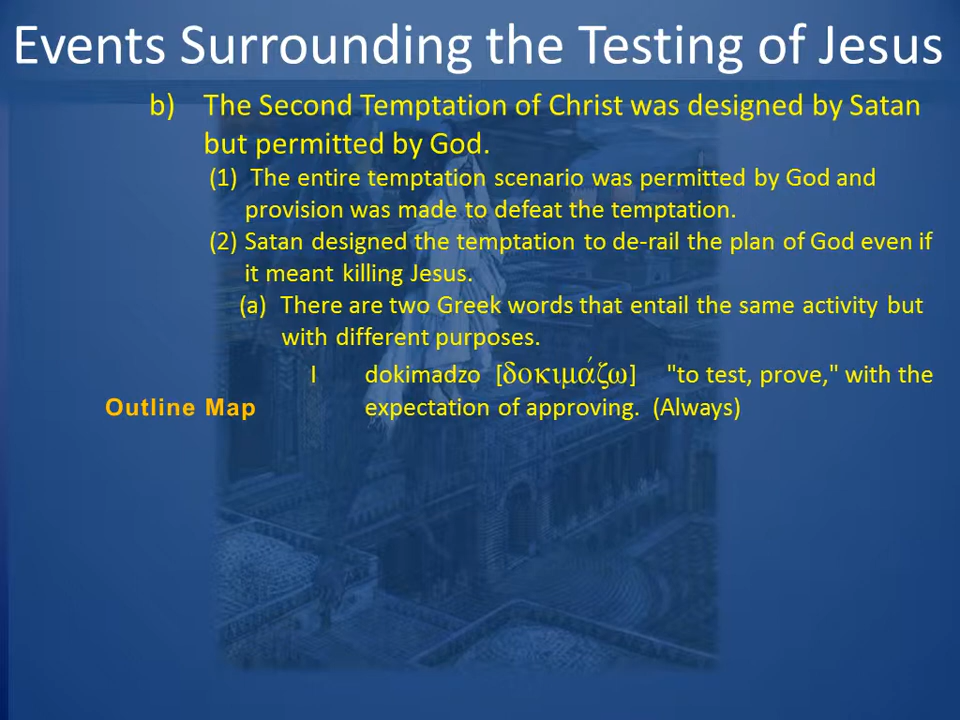 Events Surrounding the Testing of Jesus
b) The Second Temptation of Christ was designed by Satan
but permitted by God.
(1) The entire temptation scenario was permitted by God and
provision was made to defeat the temptation.
(2) Satan designed the temptation to de-rail the plan of God even if
it meant killing Jesus.
(a) There are two Greek words that entail the same activity but
with different purposes.
I dokimadzo [δοκιμάζω] "to test, prove," with the
Outline Map expectation of approving. (Always)